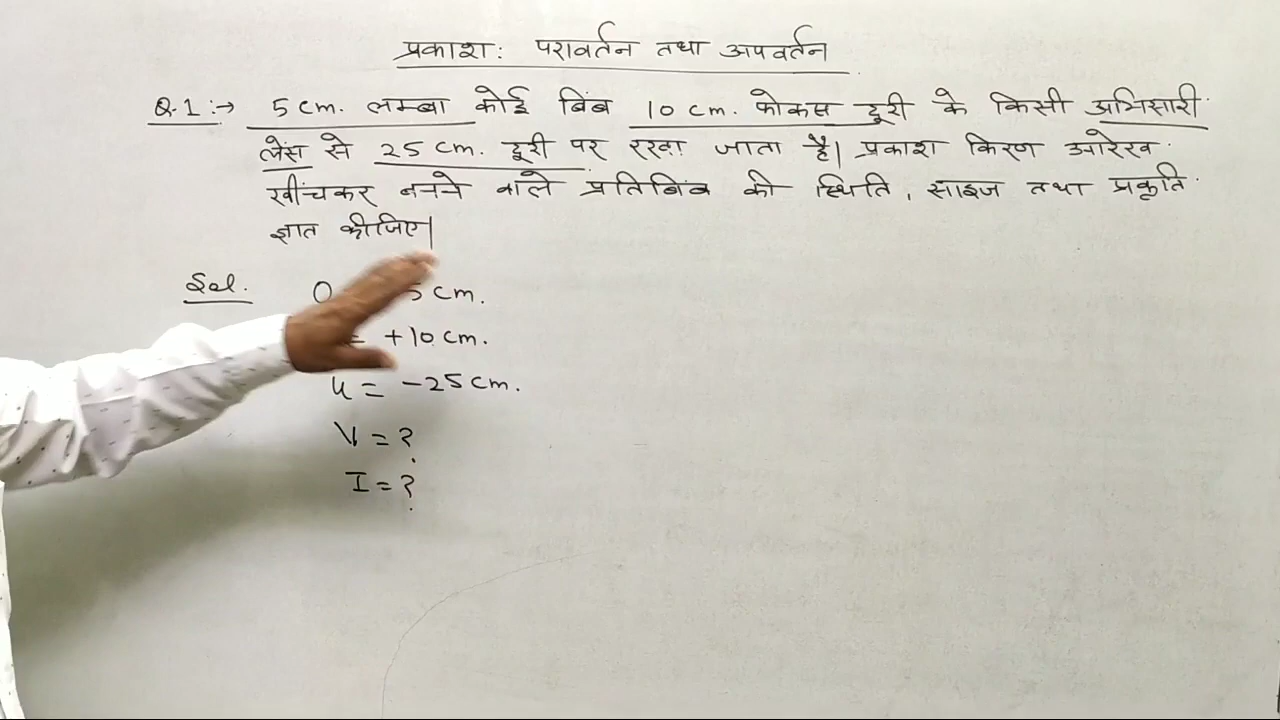 प्रकाश: परावर्तन तथा अपवर्तन
Q.1:→ 5 cm. लम्बा कोई बिंब 10 cm. फोकस दूरी के किसी अभिसारी
लेंस से 25 cm. दूरी पर रखा जाता है। प्रकाश किरण आरेख
खींचकर बनने वाले प्रतिबिंब की स्थिति, साइज तथा प्रकृति
ज्ञात कीजिए।
Sol. O 5 cm.
= +10 cm.
u = -25 cm.
V = ?
I = ?